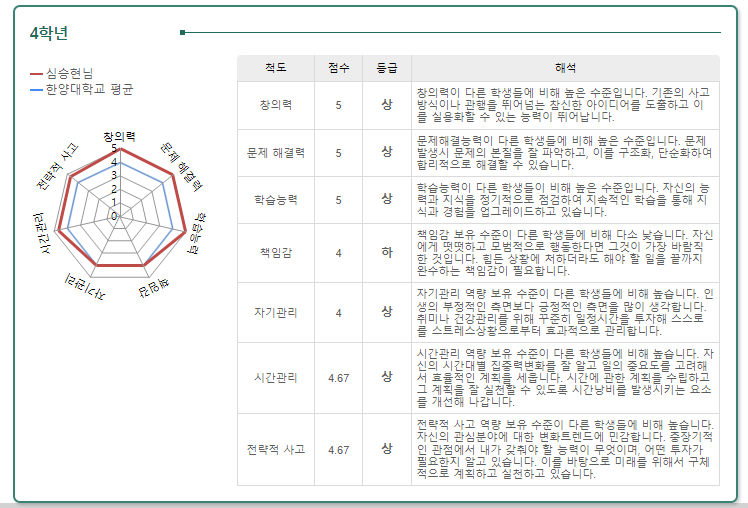 4학년
심승현님
한양대학교 평균
창의력
문제 해결력
학습능력
책임감
자기관리
시간관리
전략적 사고
5
4
3
2
1
0
척도 점수 등급 해석
창의력 5 상
창의력이 다른 학생들에 비해 높은 수준입니다. 기존의 사고
방식이나 관행을 뛰어넘는 참신한 아이디어를 도출하고 이
를 실용화할 수 있는 능력이 뛰어납니다.
문제 해결력 5 상
문제해결능력이 다른 학생들에 비해 높은 수준입니다. 문제
발생시 문제의 본질을 잘 파악하고, 이를 구조화, 단순화하여
합리적으로 해결할 수 있습니다.
학습능력 5 상
학습능력이 다른 학생들이 비해 높은 수준입니다. 자신의 능
력과 지식을 정기적으로 점검하여 지속적인 학습을 통해 지
식과 경험을 업그레이드하고 있습니다.
책임감 4 하
책임감 보유 수준이 다른 학생들에 비해 다소 낮습니다. 자신
에게 떳떳하고 모범적으로 행동한다면 그것이 가장 바람직
한 것입니다. 힘든 상황에 처하더라도 해야 할 일을 끝까지
완수하는 책임감이 필요합니다.
자기관리 4 상
자기관리 역량 보유 수준이 다른 학생들에 비해 높습니다. 인
생의 부정적인 측면보다 긍정적인 측면을 많이 생각합니다.
취미나 건강관리를 위해 꾸준히 일정시간을 투자해 스스로
를 스트레스상황으로부터 효과적으로 관리합니다.
시간관리 4.67 상
시간관리 역량 보유 수준이 다른 학생들에 비해 높습니다. 자
신의 시간대별 집중력변화를 잘 알고 일의 중요도를 고려해
서 효율적인 계획을 세웁니다. 시간에 관한 계획을 수립하고
그 계획을 잘 실천할 수 있도록 시간낭비를 발생시키는 요소
를 개선해 나갑니다.
전략적 사고 4.67 상
전략적 사고 역량 보유 수준이 다른 학생들에 비해 높습니다.
자신의 관심분야에 대한 변화트렌드에 민감합니다. 중장기적
인 관점에서 내가 갖춰야 할 능력이 무엇이며, 어떤 투자가
필요한지 알고 있습니다. 이를 바탕으로 미래를 위해서 구체
적으로 계획하고 실천하고 있습니다.